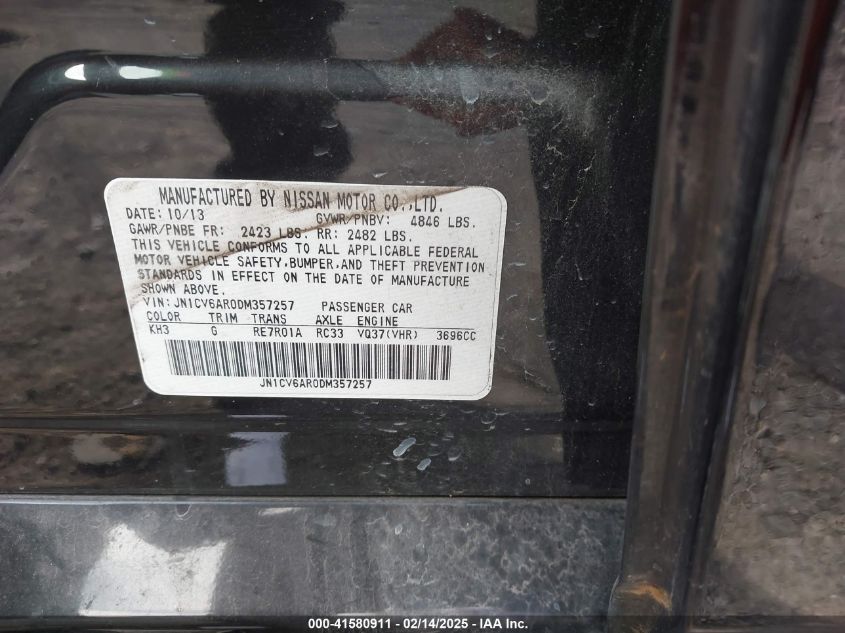 MANUFACTURED BY NISSAN MOTOR CO.,LTD.
DATE: 10/13 GVWR/PNBV: 4846 LBS.
GAWR/PNBE FR: 2423 LBS. RR: 2482 LBS.
THIS VEHICLE CONFORMS TO ALL APPLICABLE FEDERAL
MOTOR VEHICLE SAFETY,BUMPER,AND THEFT PREVENTION
STANDARDS IN EFFECT ON THE DATE OF MANUFACTURE
SHOWN ABOVE.
VIN: JN1CV6AR0DM357257 PASSENGER CAR
COLOR TRIM TRANS AXLE ENGINE
KH3 G RE7R01A RC33 VQ37(VHR) 3696CC
JN1CV6AR0DM357257
000-41580911 - 02/14/2025 - IAA Inc.